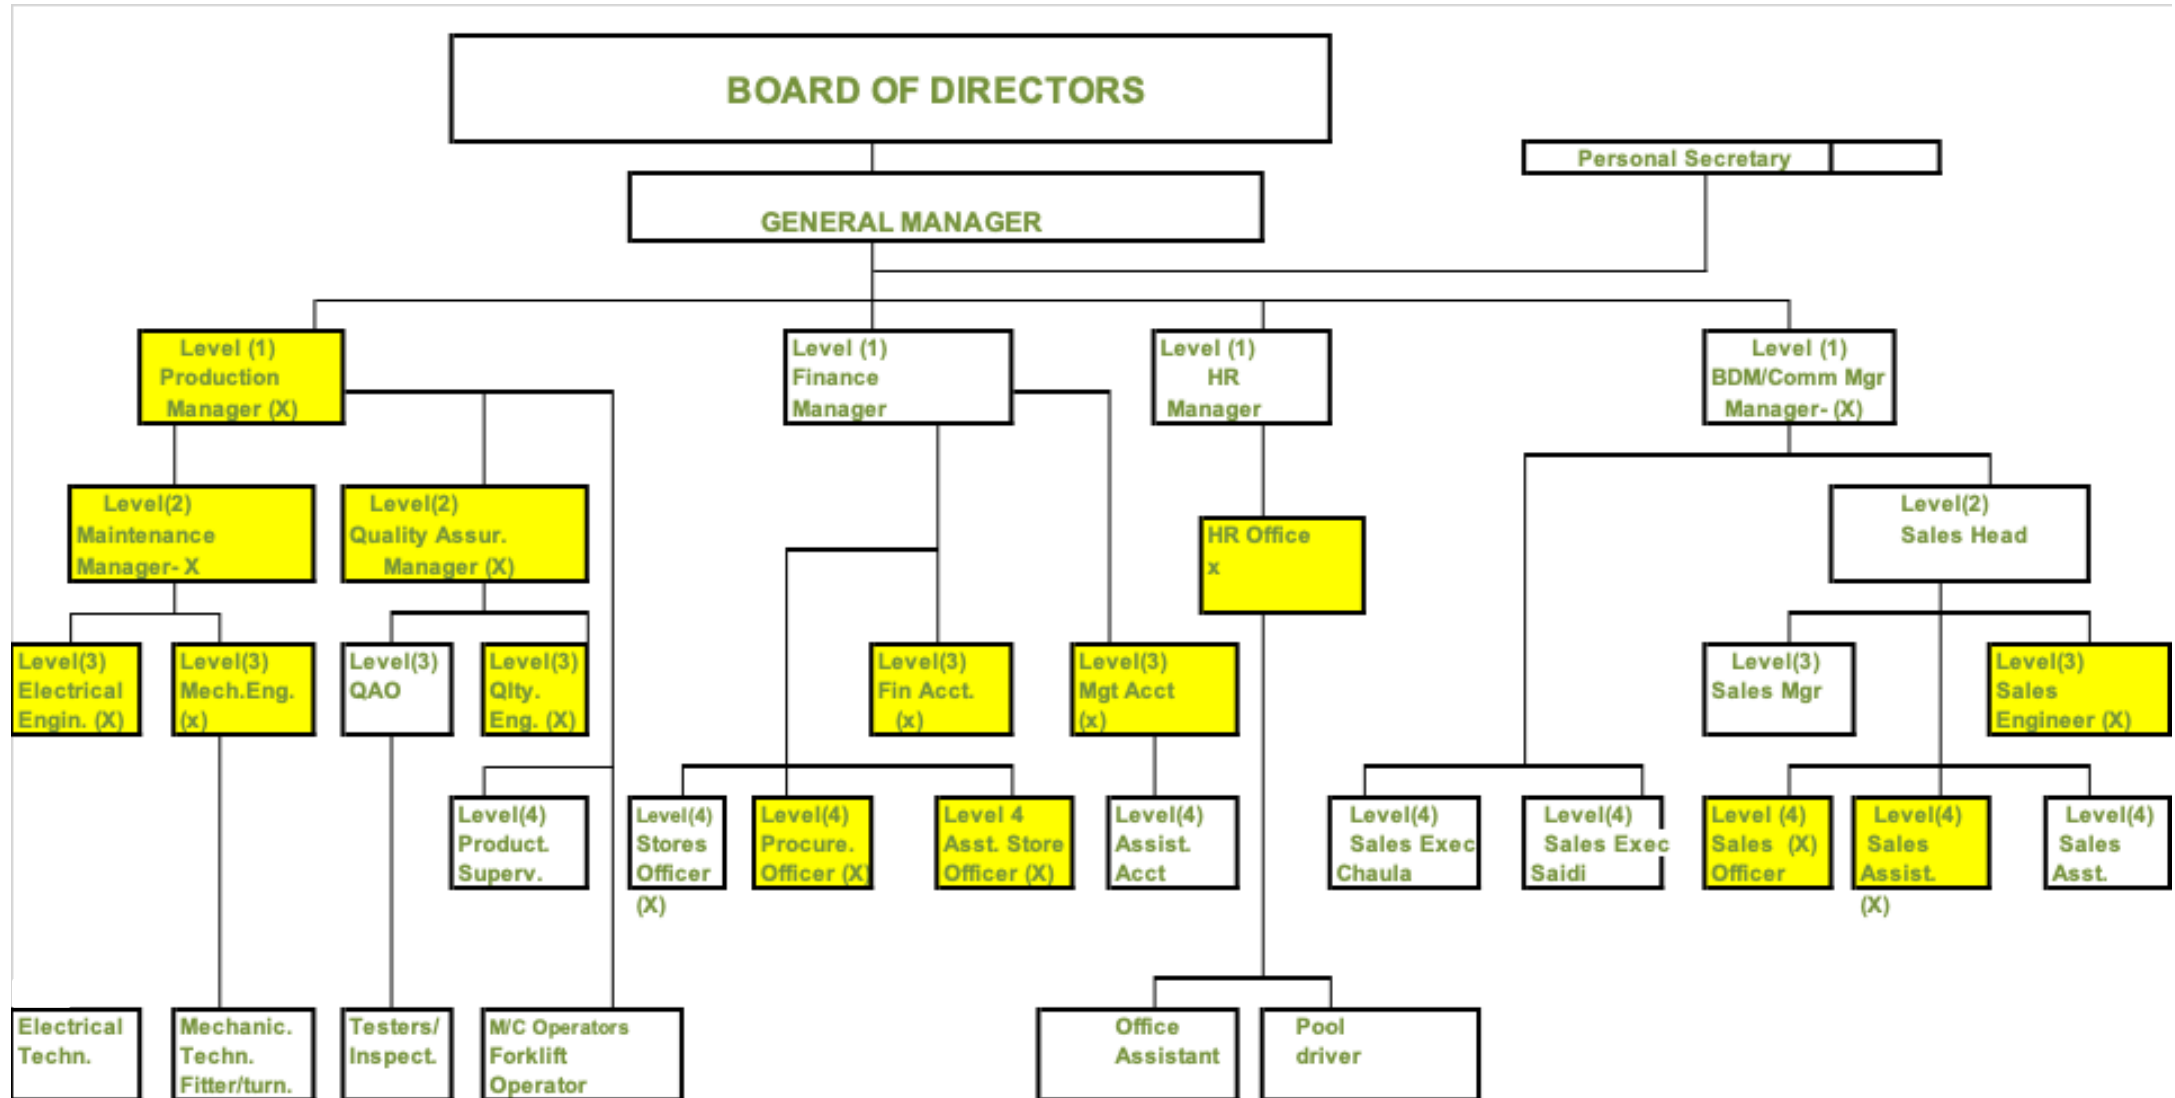 BOARD OF DIRECTORS
Personal Secretary
GENERAL MANAGER
Level (1)
Production
Manager (X)
Level (1)
Finance
Manager
Level (1)
HR
Manager
Level (1)
BDM/Comm Mgr
Manager- (X)
Level(2)
Maintenance
Manager- X
Level(2)
Quality Assur.
Manager (X)
HR Office
x
Level(2)
Sales Head
Level(3)
Electrical
Engin. (X)
Level(3)
Mech.Eng.
(x)
Level(3)
QAO
Level(3)
Qlty.
Eng. (X)
Level(3)
Fin Acct.
(x)
Level(3)
Mgt Acct
(x)
Level(3)
Sales Mgr
Level(3)
Sales
Engineer (X)
Level(4)
Product.
Superv.
Level(4)
Stores
Officer
(X)
Level(4)
Procure.
Officer (X)
Level 4
Asst. Store
Officer (X)
Level(4)
Assist.
Acct
Level(4)
Sales Exec
Chaula
Level(4)
Sales Exec
Saidi
Level (4)
Sales (X)
Officer
Level(4)
Sales
Assist.
(X)
Level(4)
Sales
Asst.
Electrical
Techn.
Mechanic.
Techn.
Fitter/turn.
Testers/
Inspect.
M/C Operators
Forklift
Operator
Office
Assistant
Pool
driver